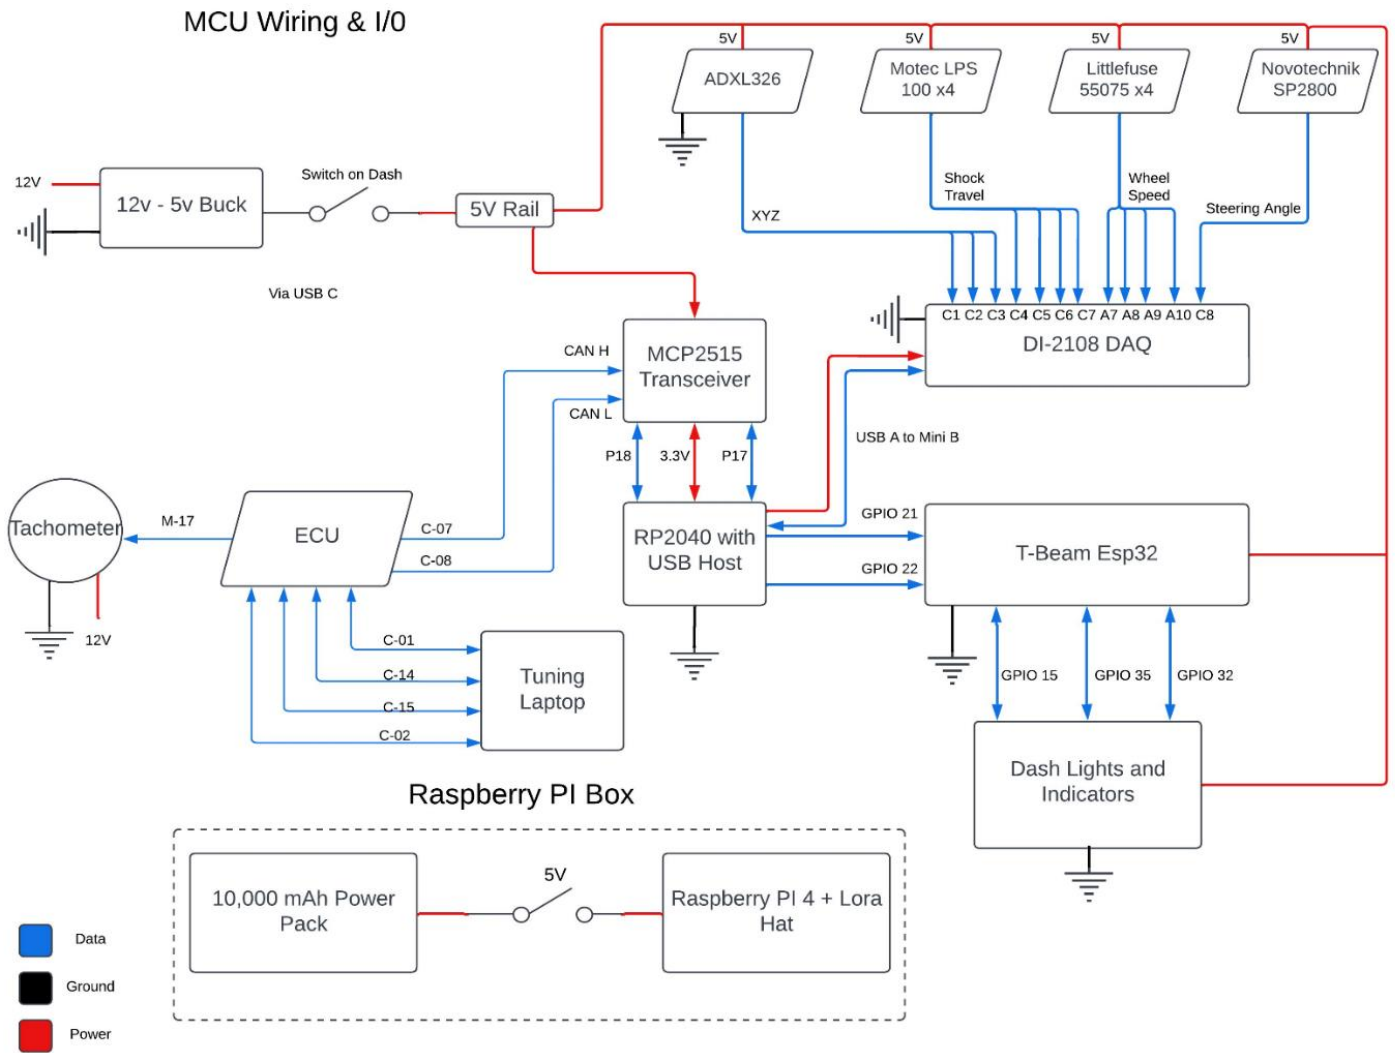 MCU Wiring & I/0
5V
5V
5V
5V
ADXL326
Motec LPS
100 x4
Littlefuse
55075 x4
Novotechnik
SP2800
12V
12v - 5v Buck
Switch on Dash
5V Rail
Via USB C
XYZ
Shock
Travel
Wheel
Speed
Steering Angle
C1 C2 C3 C4 C5 C6 C7 A7 A8 A9 A10 C8
DI-2108 DAQ
CAN H
CAN L
MCP2515
Transceiver
USB A to Mini B
P18
3.3V
P17
RP2040 with
USB Host
GPIO 21
GPIO 22
T-Beam Esp32
Tachometer
12V
M-17
ECU
C-07
C-08
C-01
C-14
C-15
C-02
Tuning
Laptop
GPIO 15
GPIO 35
GPIO 32
Dash Lights and
Indicators
Raspberry PI Box
10,000 mAh Power
Pack
5V
Raspberry PI 4 + Lora
Hat
Data
Ground
Power